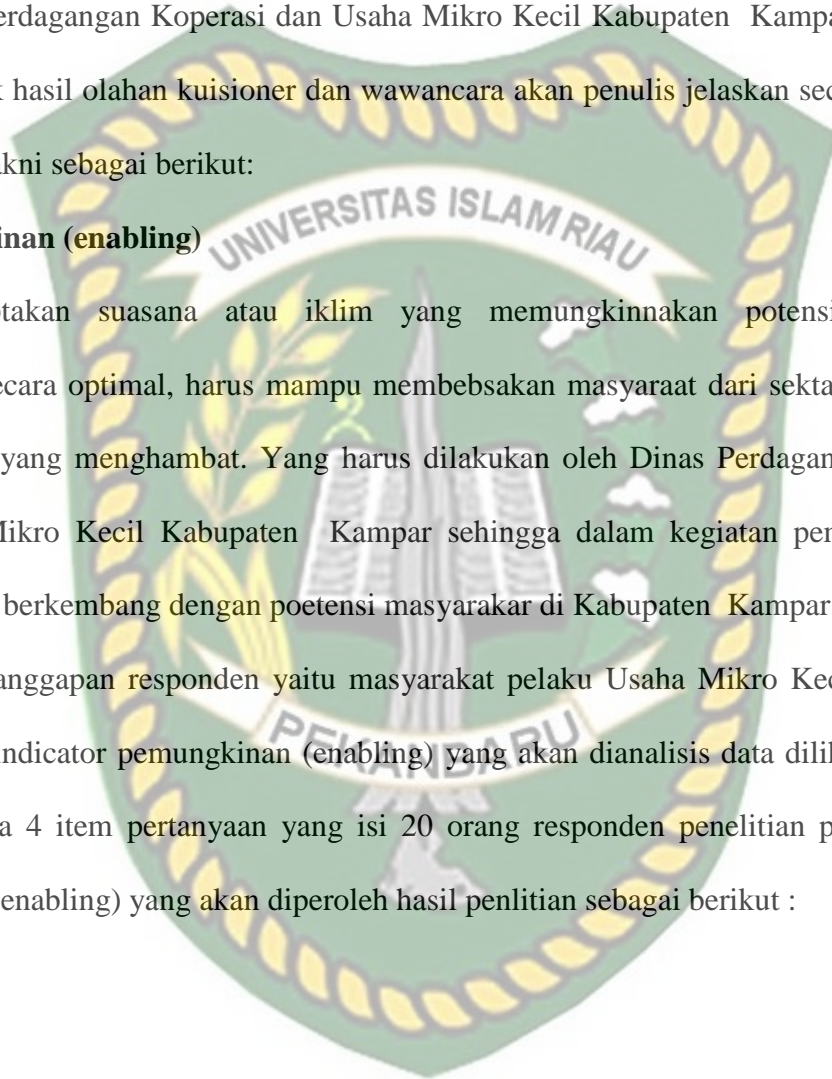 erdagangan Koperasi dan Usaha Mikro Kecil Kabupaten Kampa
hasil olahan kuisioner dan wawancara akan penulis jelaskan sec
akni sebagai berikut:
UNIVERSITAS ISLAM RIAU
inan (enabling)
takan suasana atau iklim yang memungkinnakan potensi
ecara optimal, harus mampu membebsakan masyaraat dari sekta
yang menghambat. Yang harus dilakukan oleh Dinas Perdagan
Mikro Kecil Kabupaten Kampar sehingga dalam kegiatan per
berkembang dengan poetensi masyarakar di Kabupaten Kampar
anggapan responden yaitu masyarakat pelaku Usaha Mikro Kec
indicator pemungkinan (enabling) yang akan dianalisis data dilih
PEKANBARU
a 4 item pertanyaan yang isi 20 orang responden penelitian p
enabling) yang akan diperoleh hasil penlitian sebagai berikut :